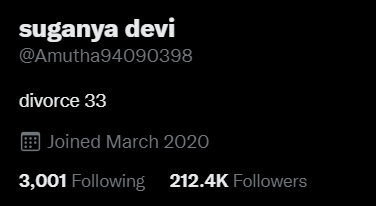 suganya devi
@Amutha94090398
divorce 33
Joined March 2020
3,001 Following 212.4K Followers